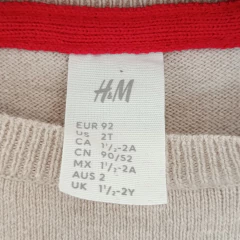 H&M
EUR 92
US 2T
CA 1½-2A
CN 90/52
MX 1½-2A
AUS 2
UK 1½-2Y